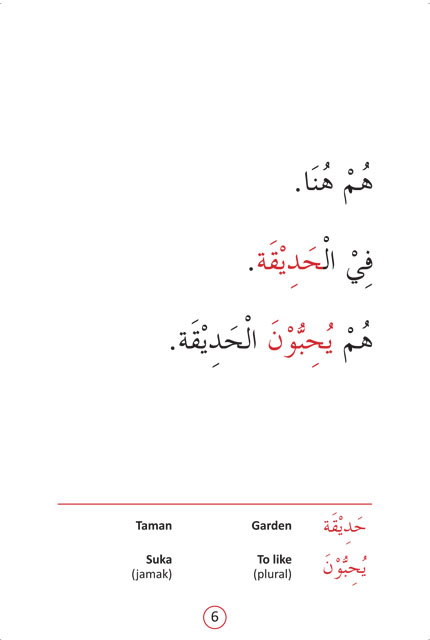 هُمْ هُنَا.
فِيْ الْحَدِيْقَة.
هُمْ يُحِبُّوْنَ الْحَدِيْقَة.
حَدِيْقَة Garden Taman
يُحِبُّوْنَ To like Suka
(plural) (jamak)
6